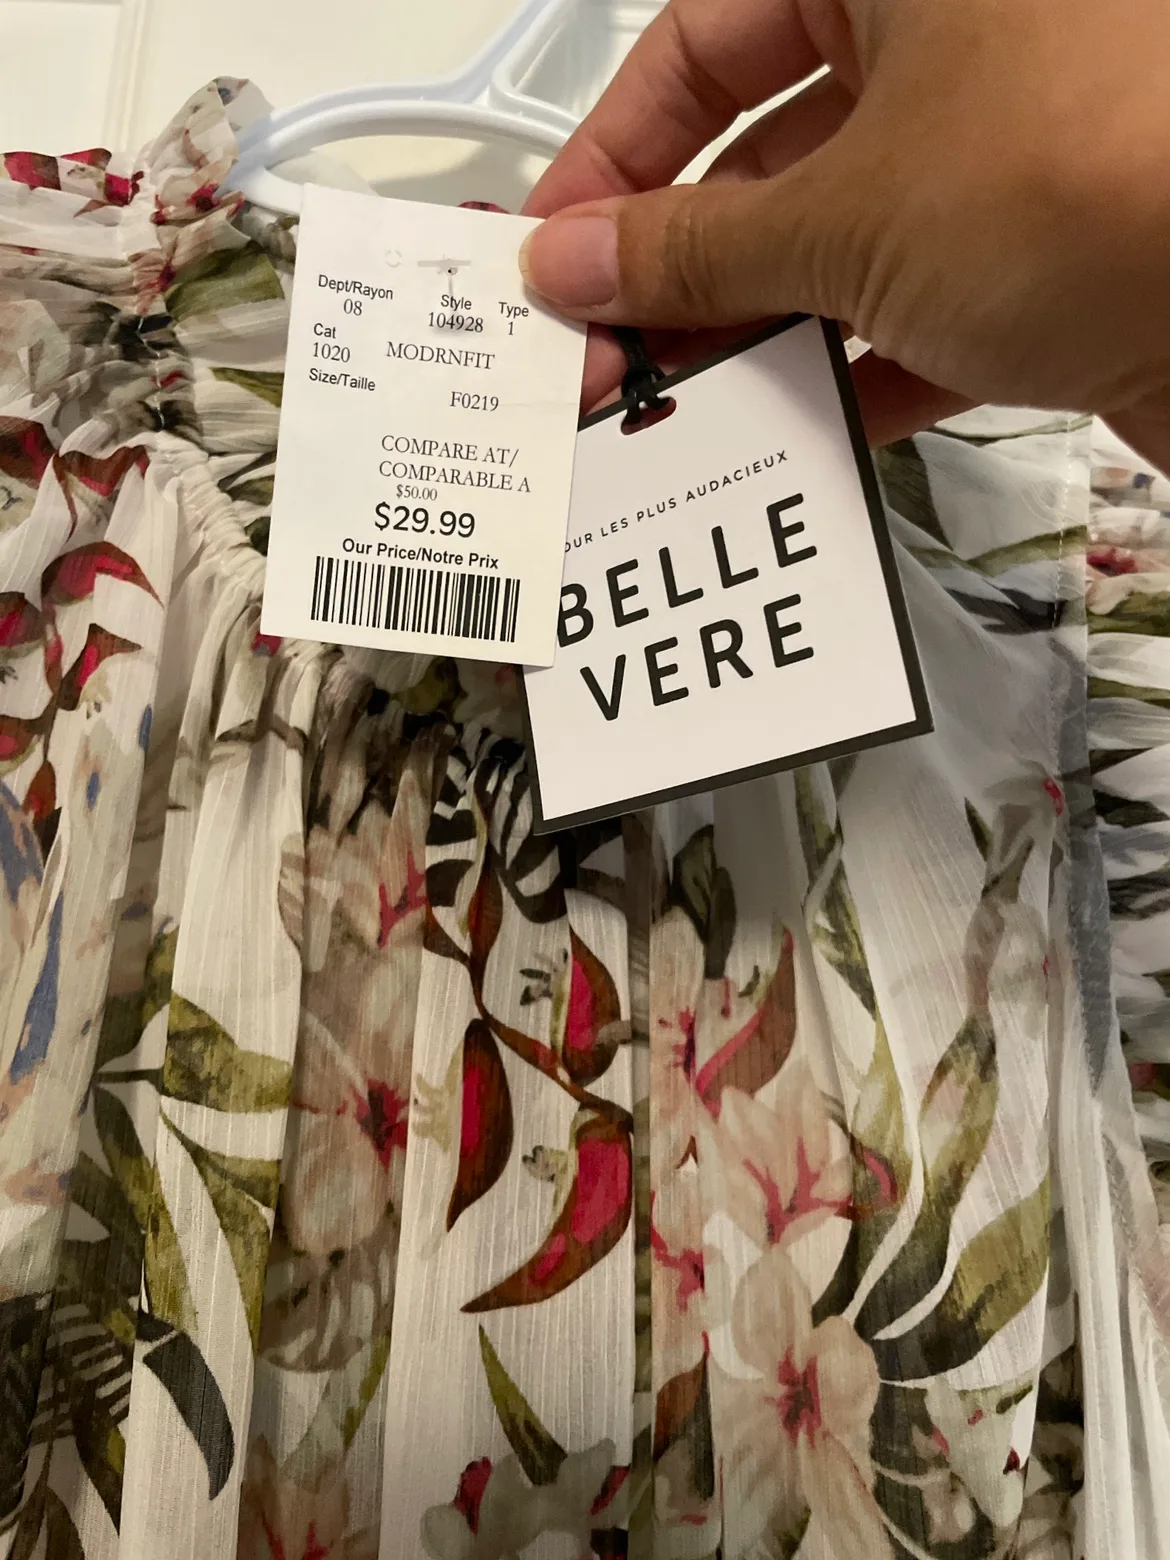 Dept/Rayon Style Type
08 104928 1
Cat
1020 MODRNFIT
Size/Taille
F0219
COMPARE AT/
COMPARABLE A
$50.00
$29.99
Our Price/Notre Prix
LES PLUS AUDACIEUX
BELLE
VERE